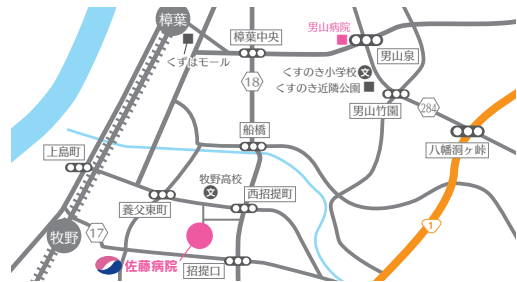 樟葉
樟葉中央
男山病院
くずはモール
男山泉
くすのき小学校
文
18
くすのき近隣公園
男山竹園
284
船橋
八幡洞ヶ峠
上島町
牧野高校
文
西招提町
養父東町
牧野
17
1
佐藤病院
招提口